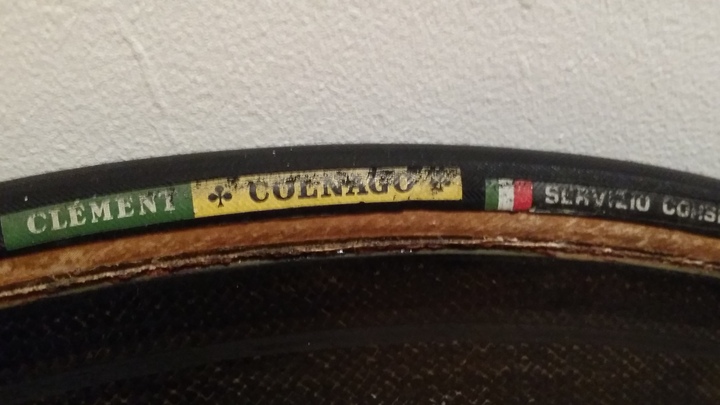 CLÉMENT ♣ COLNAGO ♣ SERVIZIO